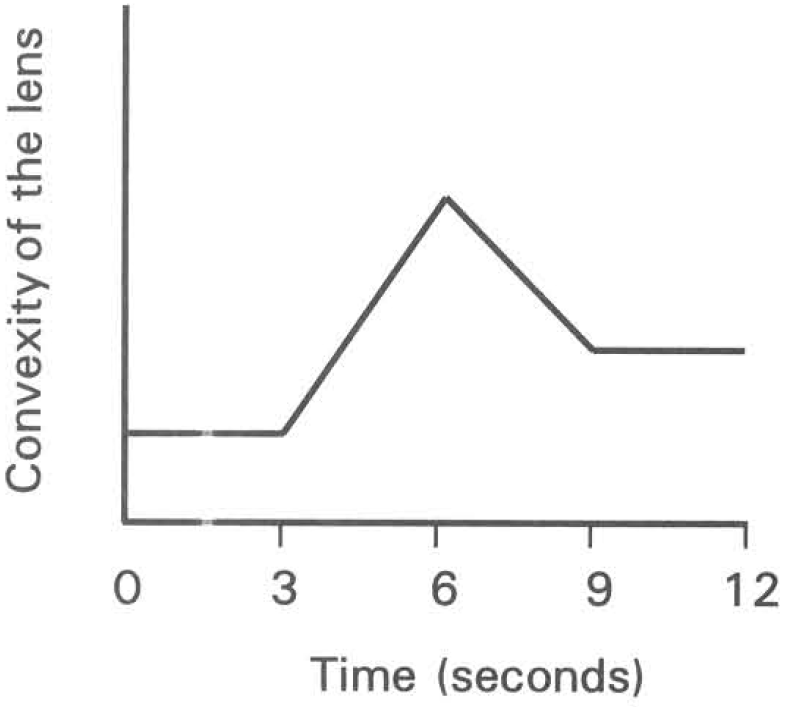 Convexity of the lens
0 3 6 9 12
Time (seconds)